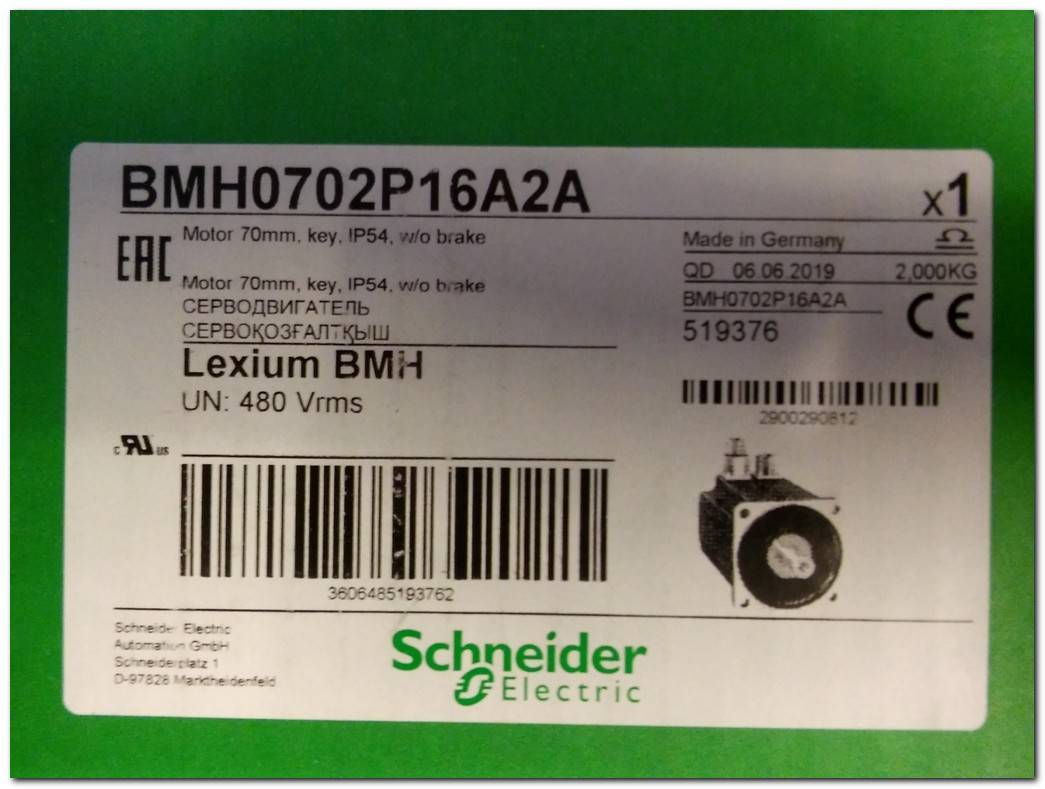 BMH0702P16A2A
x1
EAC
Motor 70mm, key, IP54, w/o brake
Motor 70mm, key, IP54, w/o brake
СЕРВОДВИГАТЕЛЬ
СЕРВОҚОЗҒАЛТҚЫШ
Lexium BMH
UN: 480 Vrms
Made in Germany
QD 06.06.2019 2,000KG
BMH0702P16A2A
519376
CE
2900290812
c RU us
3606485193762
Schneider Electric
Automation GmbH
Schneiderplatz 1
D-97828 Marktheidenfeld
Schneider
Electric